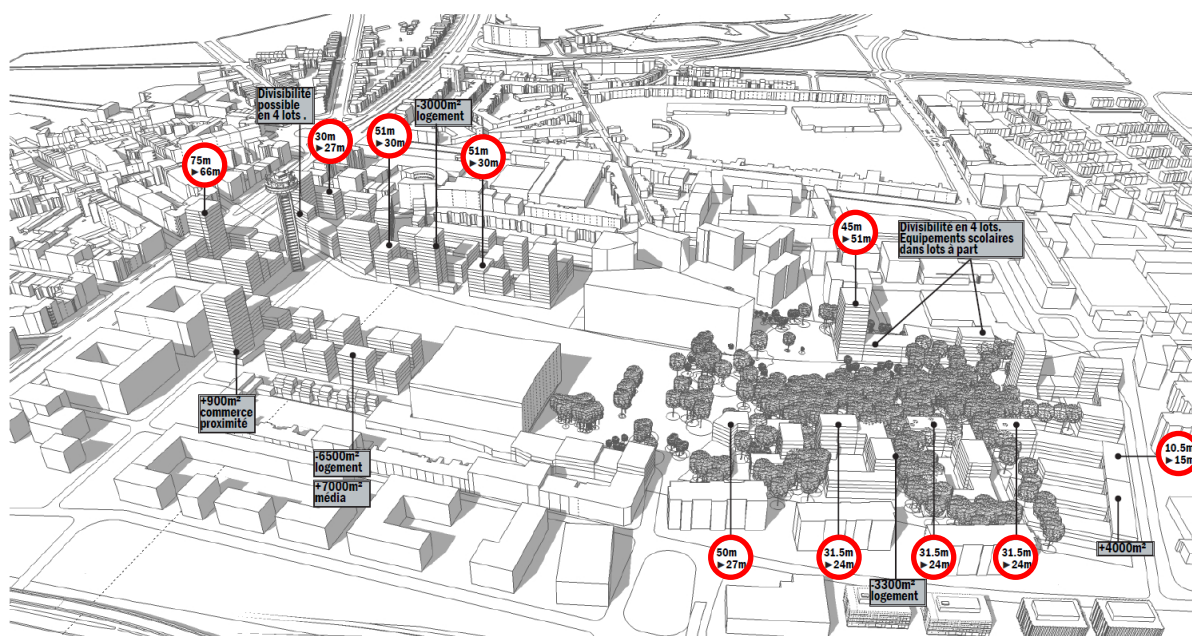 Divisibilité
possible
en 4 lots .
-3000m²
logement
30m
►27m
51m
►30m
51m
►30m
75m
►66m
45m
►51m
Divisibilite en 4 lots.
Equipements scolaires
dans lots à part
+900m²
commerce
proximité
-6500m²
logement
+7000m²
média
10.5m
►15m
50m
►27m
31.5m
►24m
31.5m
►24m
31.5m
►24m
+4000m²
-3300m²
logement